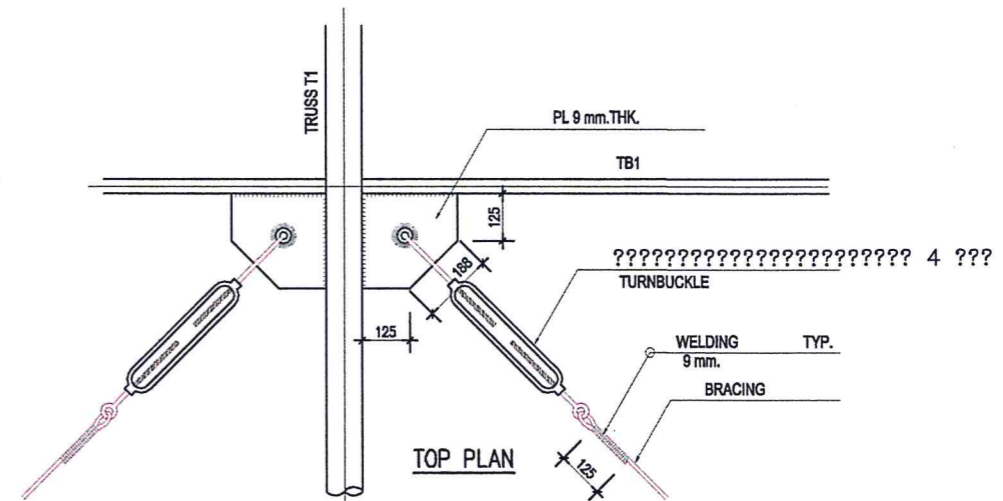 TRUSS T1
PL 9 mm.THK.
TB1
125
188
?????????????????????? 4 ???
TURNBUCKLE
125
WELDING TYP.
9 mm.
BRACING
TOP PLAN
125